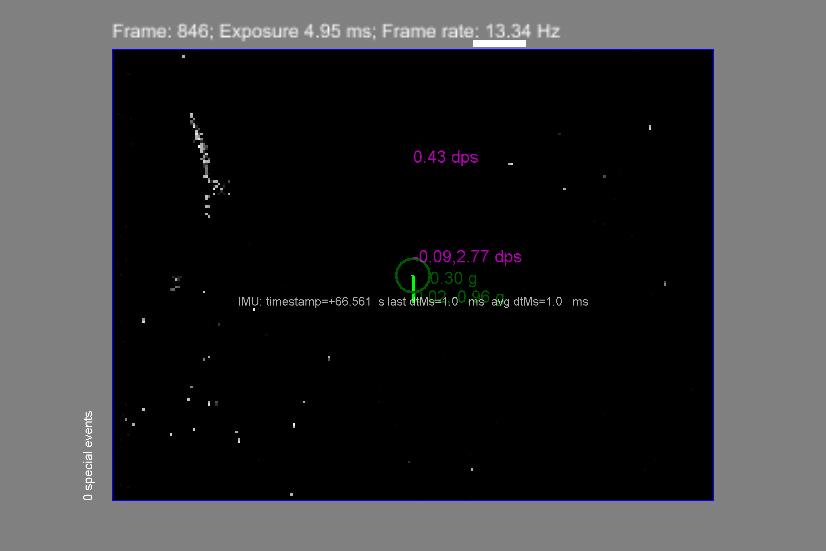 Frame: 846; Exposure 4.95 ms; Frame rate: 13.34 Hz
0.43 dps
-0.09,2.77 dps
0.30 g
0.96 g
IMU: timestamp=+66.561 s last dtMs=1.0 ms avg dtMs=1.0 ms
0 special events